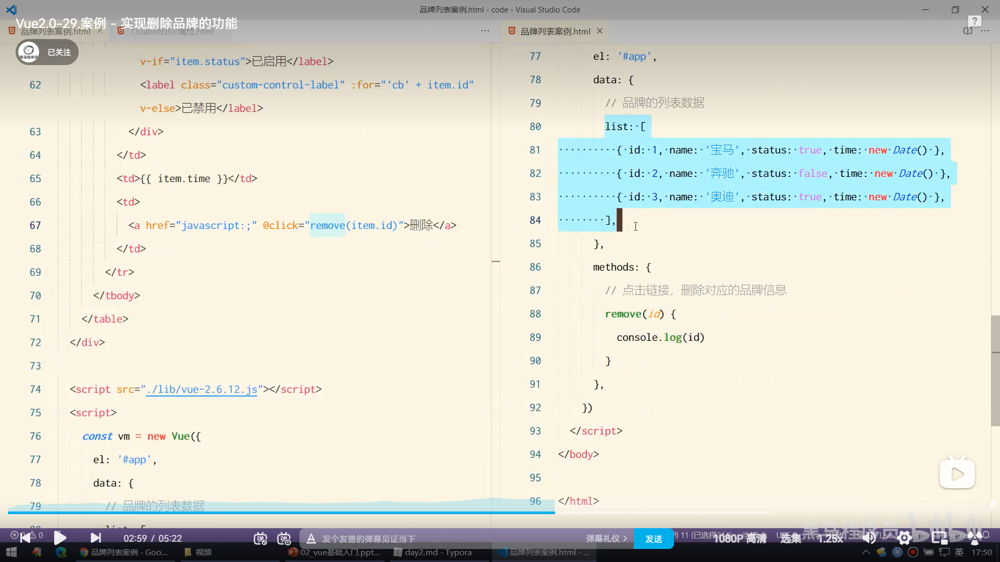 品牌列表案例.html - code - Visual Studio Code
Vue2.0-29.案例 - 实现删除品牌的功能
品牌列表案例.html
13.label的for属性.html
品牌列表案例.html
已关注
v-if="item.status">已启用</label>
62 <label class="custom-control-label" :for="'cb' + item.id"
v-else>已禁用</label>
63 </div>
64 </td>
65 <td>{{ item.time }}</td>
66 <td>
67 <a href="javascript:;" @click="remove(item.id)">删除</a>
68 </td>
69 </tr>
70 </tbody>
71 </table>
72 </div>
73
74 <script src="./lib/vue-2.6.12.js"></script>
75 <script>
76 const vm = new Vue({
77 el: '#app',
78 data: {
79 // 品牌的列表数据
77 el: '#app',
78 data: {
79 // 品牌的列表数据
80 list: [
81 { id: 1, name: '宝马', status: true, time: new Date() },
82 { id: 2, name: '奔驰', status: false, time: new Date() },
83 { id: 3, name: '奥迪', status: true, time: new Date() },
84 ],
85 },
86 methods: {
87 // 点击链接，删除对应的品牌信息
88 remove(id) {
89 console.log(id)
90 }
91 },
92 })
93 </script>
94 </body>
95
96 </html>
02:59 / 05:22
发个友善的弹幕见证当下
弹幕礼仪 >
发送
1080P 高清
选集
1.25x
黑马程序员
品牌列表案例 - Goo...
视频
02_vue基础入门.ppt...
day2.md - Typora
品牌列表案例.html - ...
英
17:50